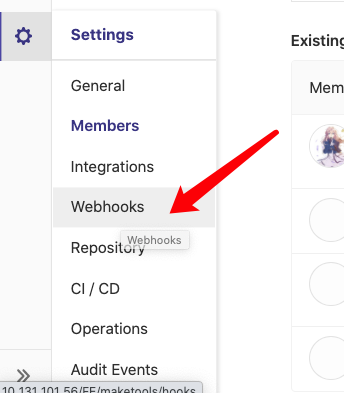 Settings
Existing
General
Mem
Members
Integrations
Webhooks
Webhooks
Repository
CI / CD
Operations
Audit Events
10.131.101.56/FF/maketools/hooks